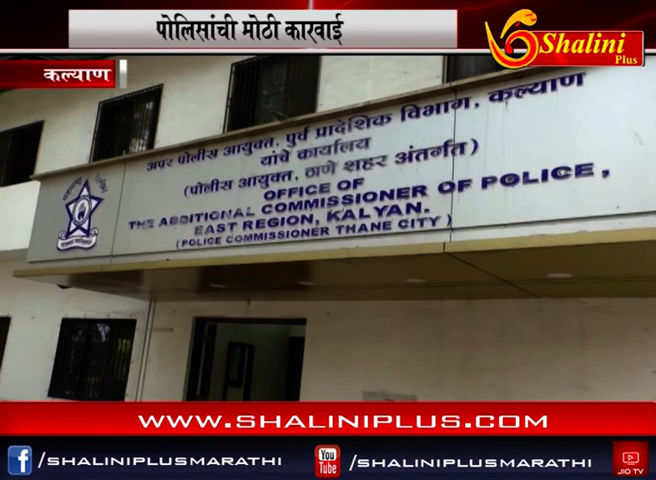 पोलिसांची मोठी कारवाई
Shalini
Plus
कल्याण
अपर पोलीस आयुक्त, पुर्व प्रादेशिक विभाग, कल्याण
यांचे कार्यालय
(पोलीस आयुक्त, ठाणे शहर अंतर्गत)
OFFICE OF
THE ADDITIONAL COMMISSIONER OF POLICE,
EAST REGION, KALYAN.
(POLICE COMMISSIONER THANE CITY)
WWW.SHALINIPLUS.COM
f /SHALINIPLUSMARATHI
You Tube /SHALINIPLUSMARATHI
JIO TV